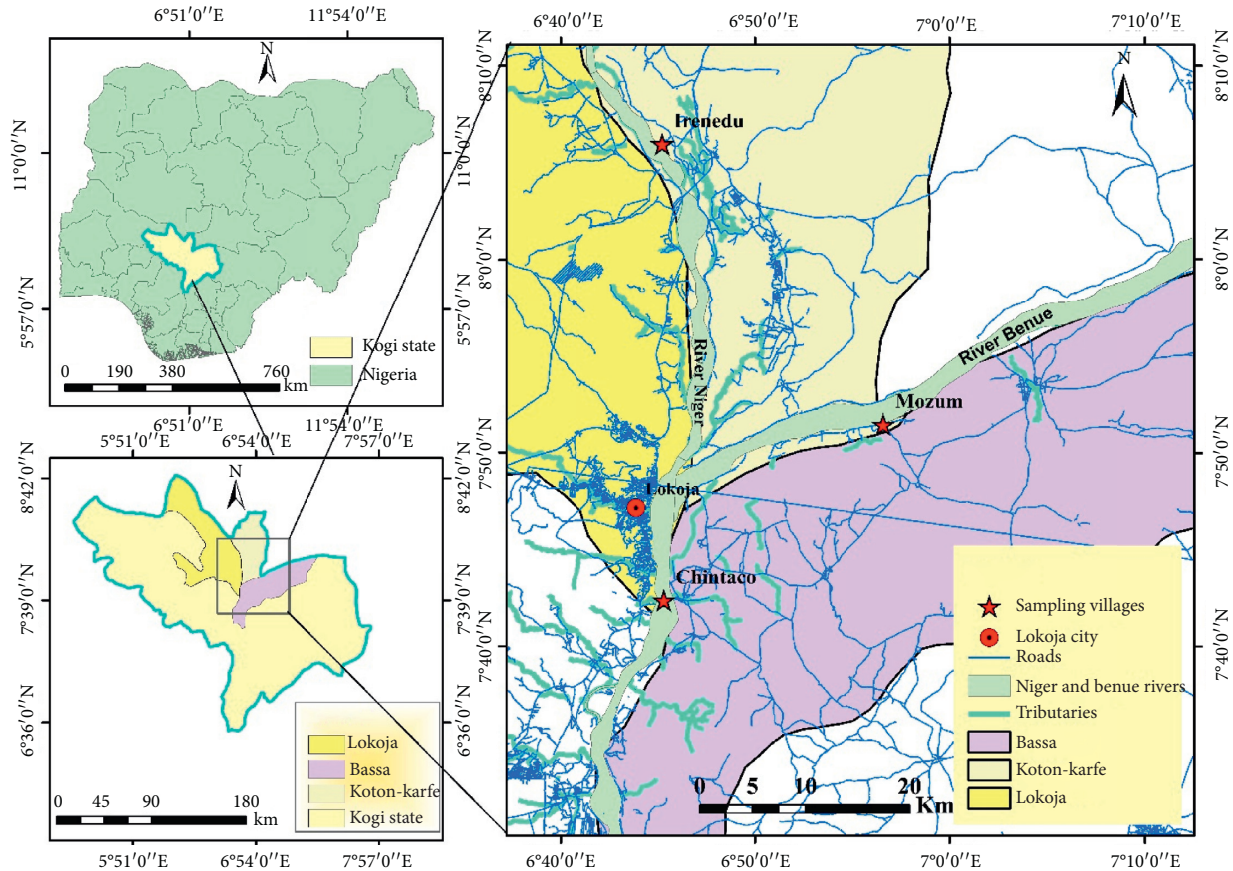 6°51'0''E
11°54'0''E
N
11°0'0''N
5°57'0''N
Kogi state
Nigeria
0
190
380
760
km
6°51'0''E
11°54'0''E
5°51'0''E
6°54'0''E
7°57'0''E
8°42'0''N
7°39'0''N
6°36'0''N
N
8°42'0''N
Lokoja
Bassa
Koton-karfe
Kogi state
0
45
90
180
km
5°51'0''E
6°54'0''E
7°57'0''E
6°40'0''E
6°50'0''E
7°0'0''E
7°10'0''E
11°0'0''N
5°57'0''N
7°39'0''N
8°10'0''N
8°0'0''N
7°50'0''N
7°40'0''N
N
Irenedu
River Niger
River Benue
Mozum
Lokoja
Chintaco
Sampling villages
Lokoja city
Roads
Niger and benue rivers
Tributaries
Bassa
Koton-karfe
Lokoja
0
5
10
20
Km
8°10'0''N
8°0'0''N
7°50'0''N
7°40'0''N
6°40'0''E
6°50'0''E
7°0'0''E
7°10'0''E